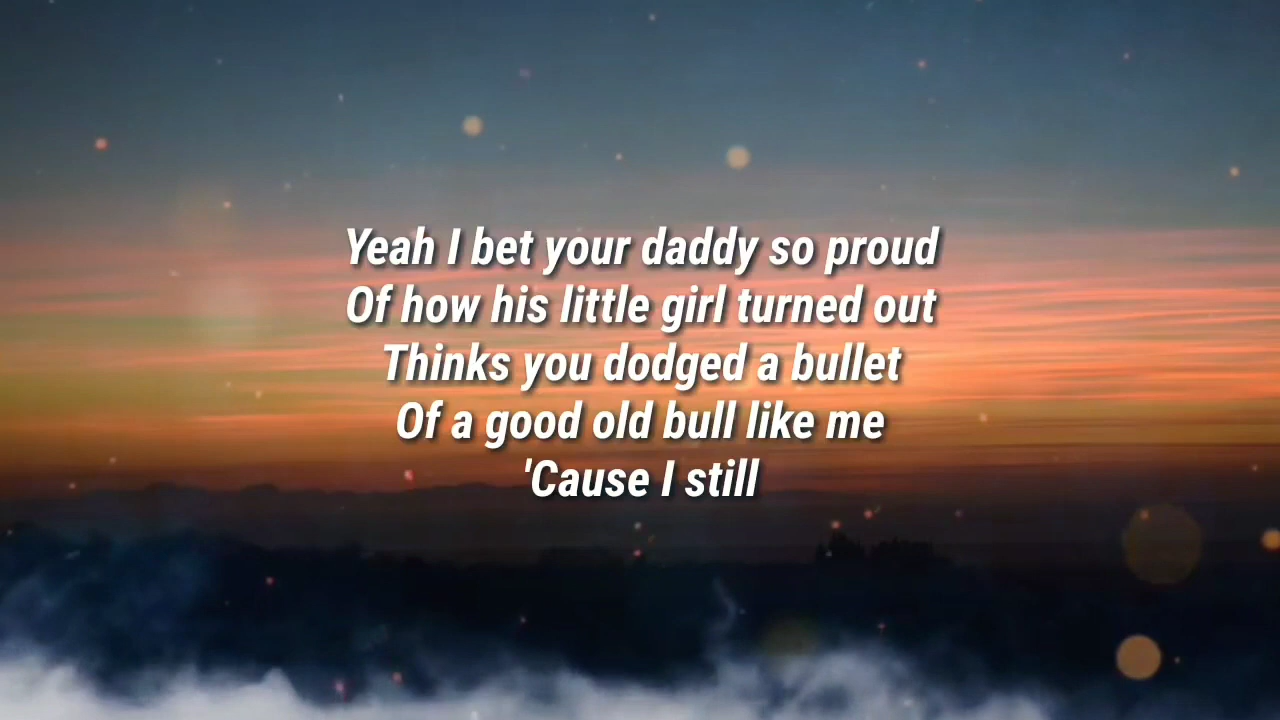 Yeah I bet your daddy so proud
Of how his little girl turned out
Thinks you dodged a bullet
Of a good old bull like me
'Cause I still